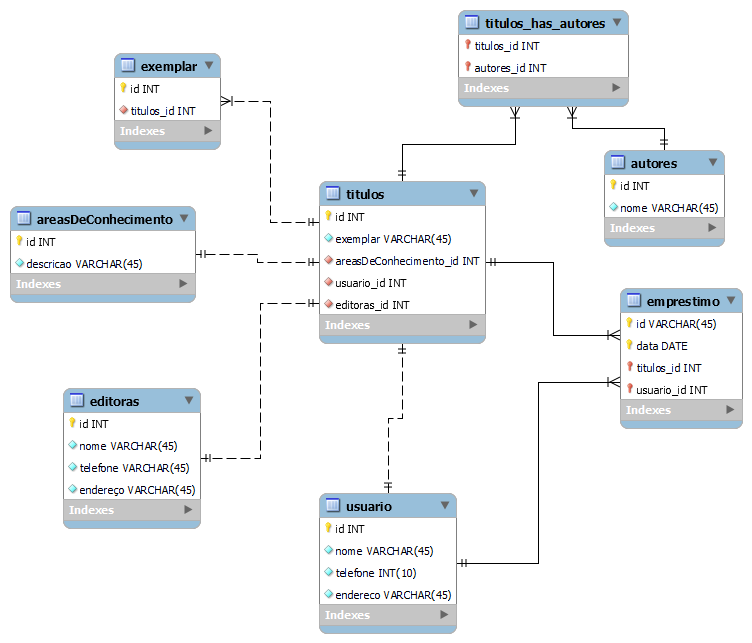 titulos_has_autores
titulos_id INT
autores_id INT
Indexes
exemplar
id INT
titulos_id INT
Indexes
autores
id INT
nome VARCHAR(45)
Indexes
titulos
id INT
exemplar VARCHAR(45)
areasDeConhecimento_id INT
usuario_id INT
editoras_id INT
Indexes
areasDeConhecimento
id INT
descricao VARCHAR(45)
Indexes
emprestimo
id VARCHAR(45)
data DATE
titulos_id INT
usuario_id INT
Indexes
editoras
id INT
nome VARCHAR(45)
telefone VARCHAR(45)
endereço VARCHAR(45)
Indexes
usuario
id INT
nome VARCHAR(45)
telefone INT(10)
endereco VARCHAR(45)
Indexes